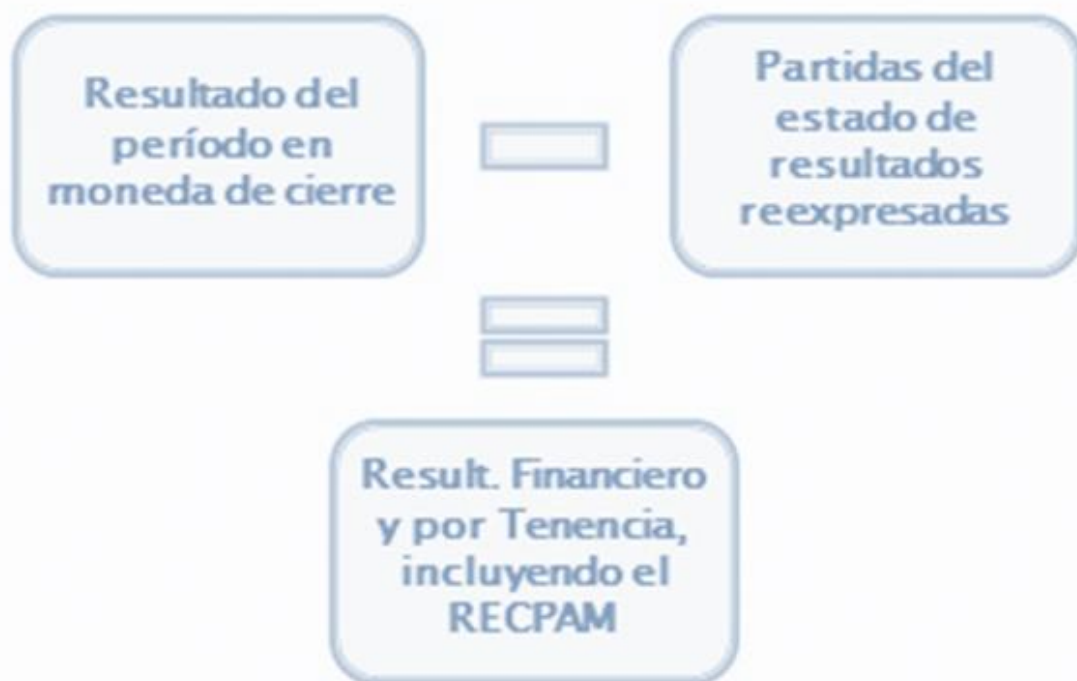 Resultado del
período en
moneda de cierre
Partidas del
estado de
resultados
reexpresadas
Result. Financiero
y por Tenencia,
incluyendo el
RECPAM